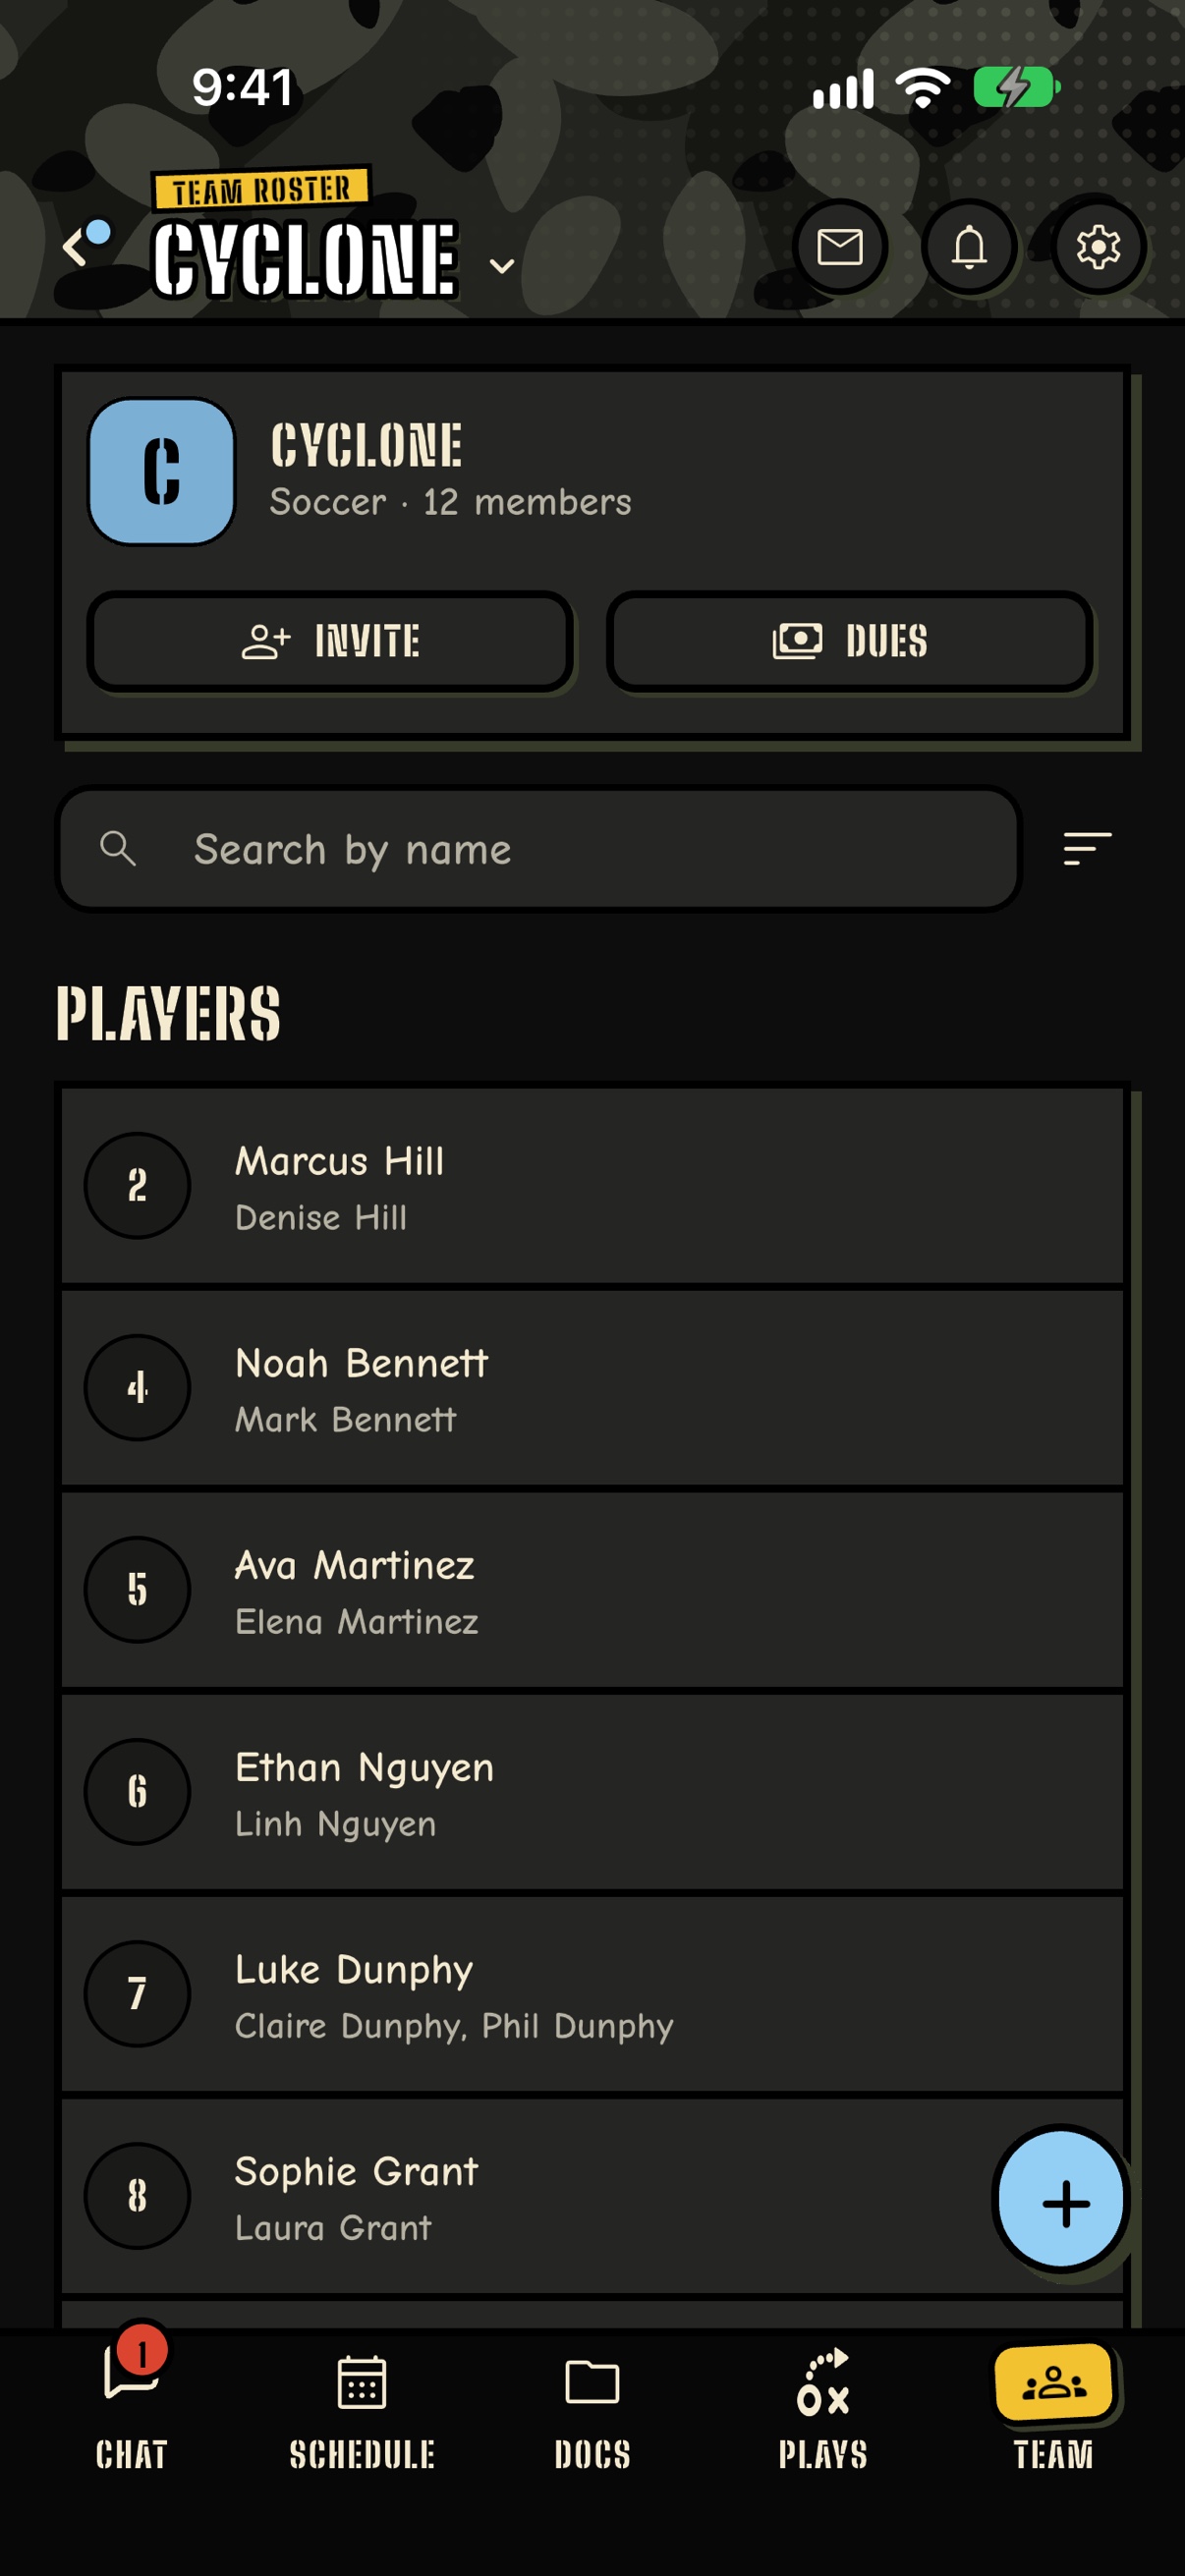 9:41
TEAM ROSTER
CYCLONE
C
CYCLONE
Soccer · 12 members
INVITE
DUES
Search by name
PLAYERS
2
Marcus Hill
Denise Hill
4
Noah Bennett
Mark Bennett
5
Ava Martinez
Elena Martinez
6
Ethan Nguyen
Linh Nguyen
7
Luke Dunphy
Claire Dunphy, Phil Dunphy
8
Sophie Grant
Laura Grant
1
CHAT
SCHEDULE
DOCS
PLAYS
TEAM